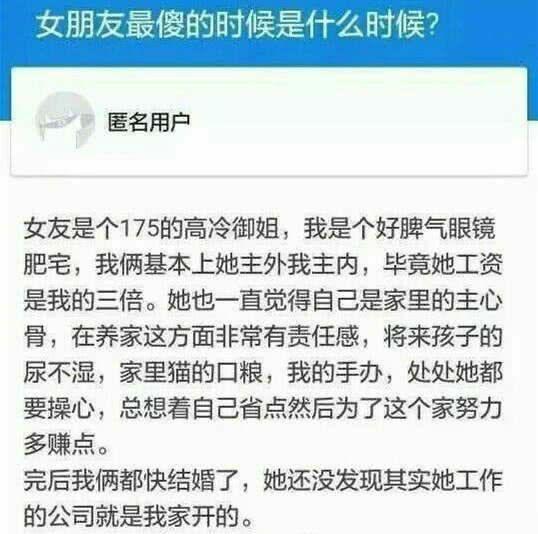 女朋友最傻的时候是什么时候？
匿名用户
女友是个175的高冷御姐，我是个好脾气眼镜
肥宅，我俩基本上她主外我主内，毕竟她工资
是我的三倍。她也一直觉得自己是家里的主心
骨，在养家这方面非常有责任感，将来孩子的
尿不湿，家里猫的口粮，我的手办，处处她都
要操心，总想着自己省点然后为了这个家努力
多赚点。
完后我俩都快结婚了，她还没发现其实她工作
的公司就是我家开的。